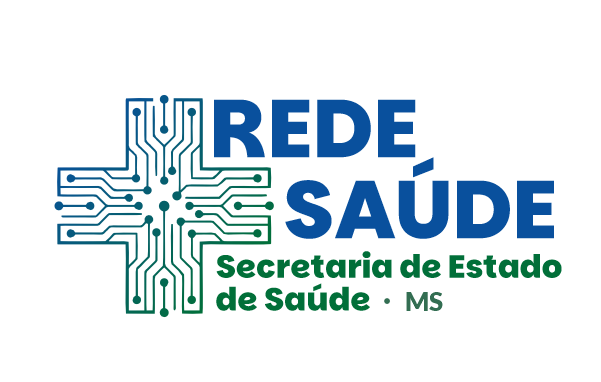 REDE
SAÚDE
Secretaria de Estado
de Saúde · MS